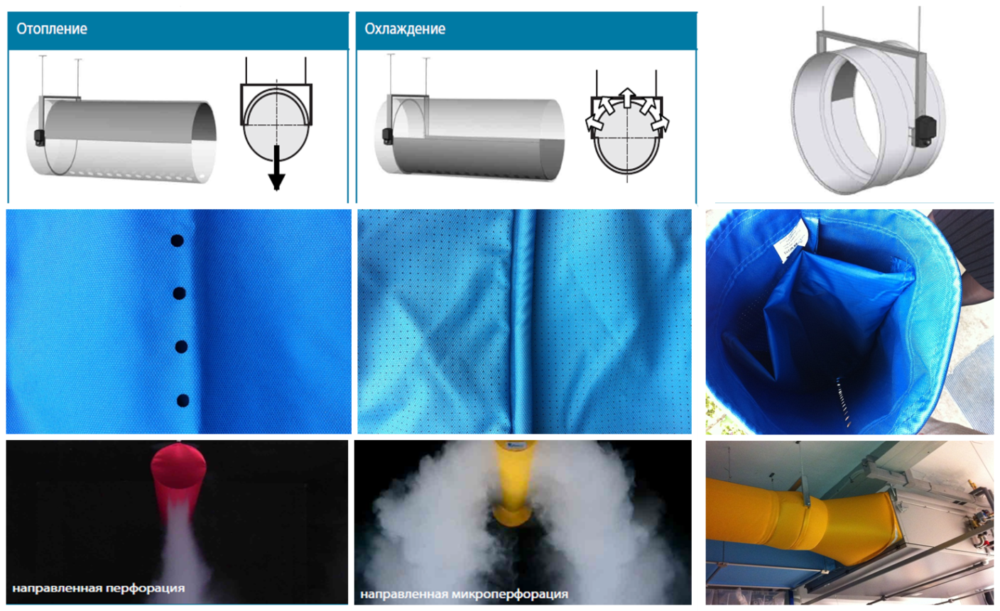 Отопление
Охлаждение
направленная перфорация
направленная микроперфорация